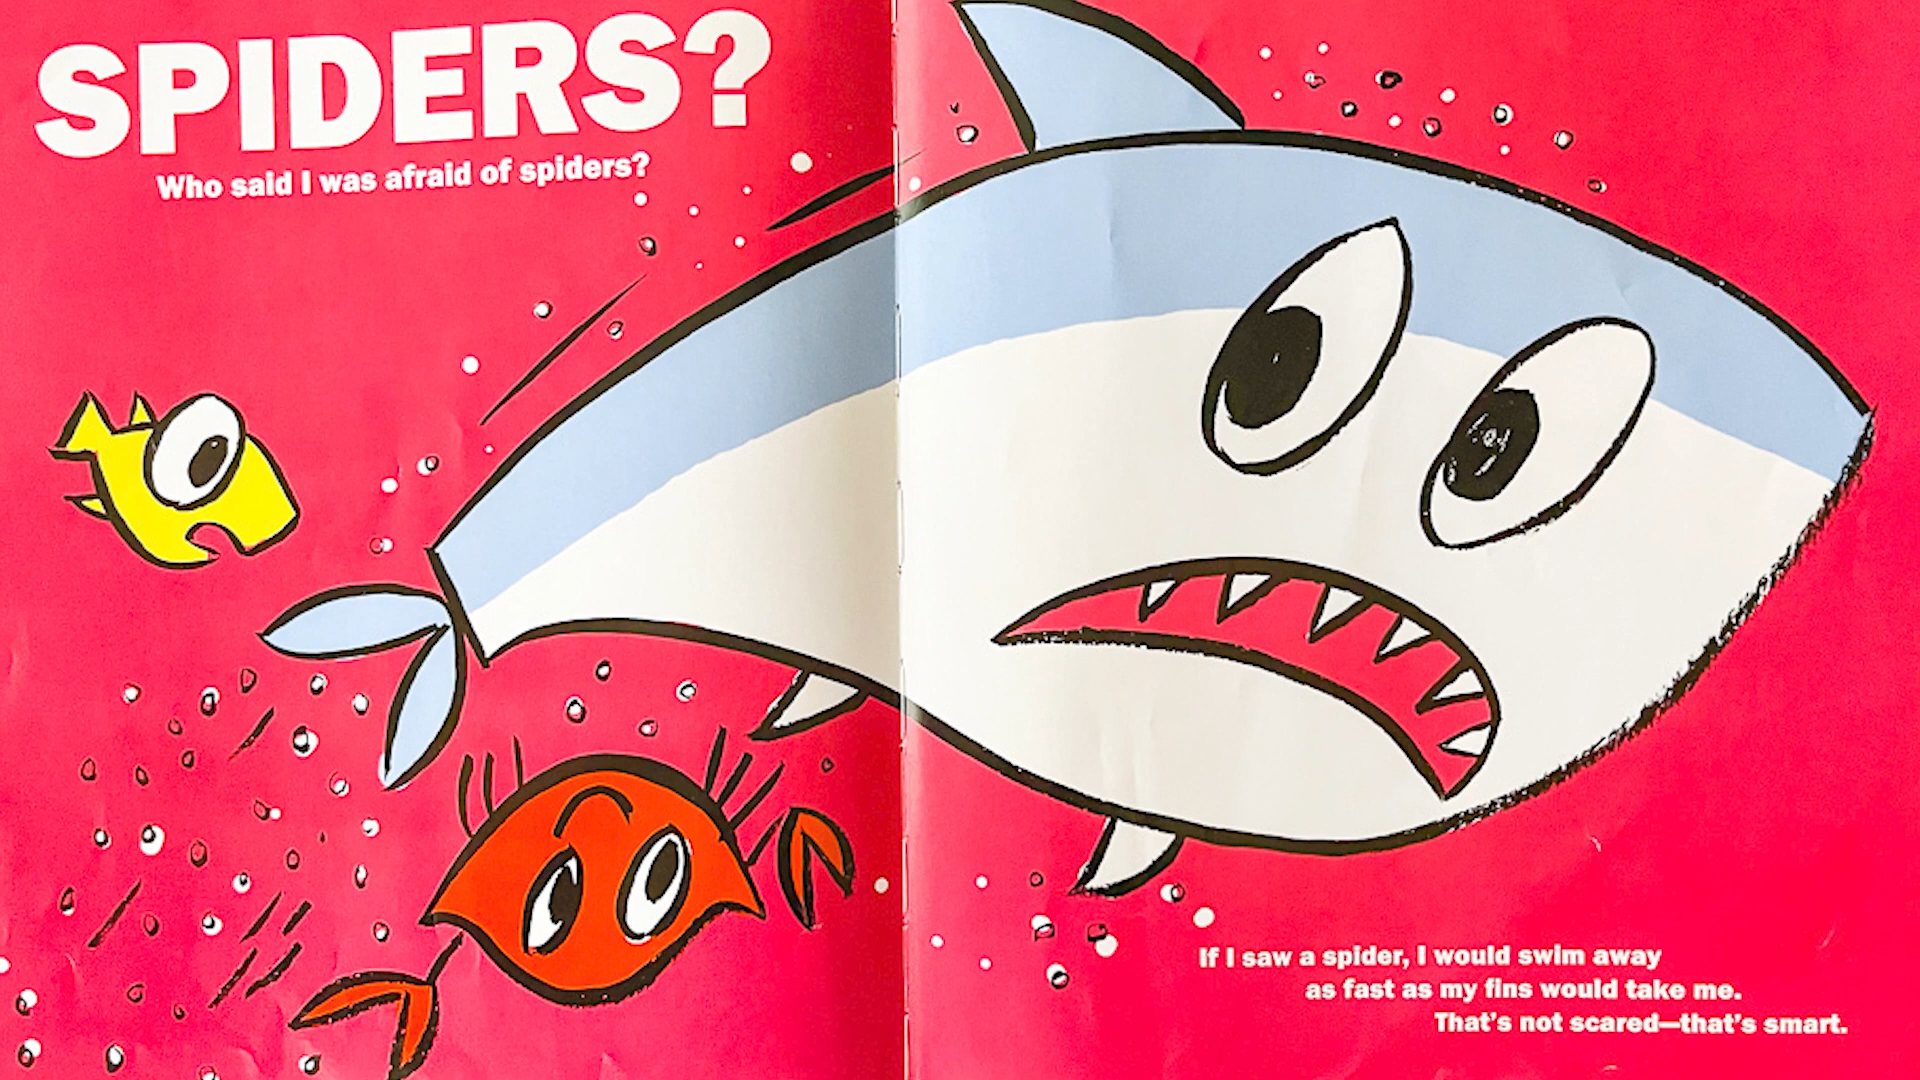 SPIDERS?
Who said I was afraid of spiders?
If I saw a spider, I would swim away
as fast as my fins would take me.
That's not scared—that's smart.